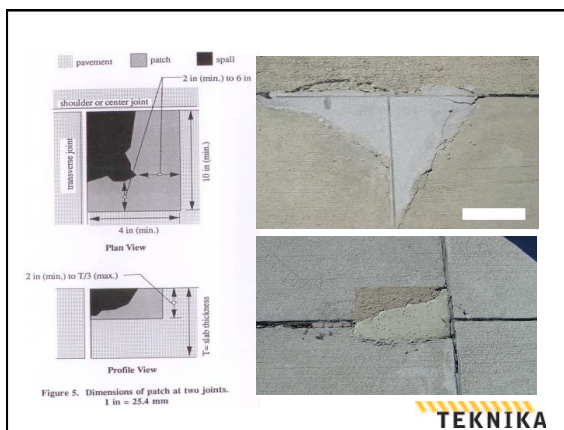 pavement patch spall
2 in (min.) to 6 in
shoulder or center joint
transverse joint
10 in (min.)
4 in (min.)
Plan View
2 in (min.) to T/3 (max.)
T= slab thickness
Profile View
Figure 5. Dimensions of patch at two joints.
1 in = 25.4 mm
TEKNIKA